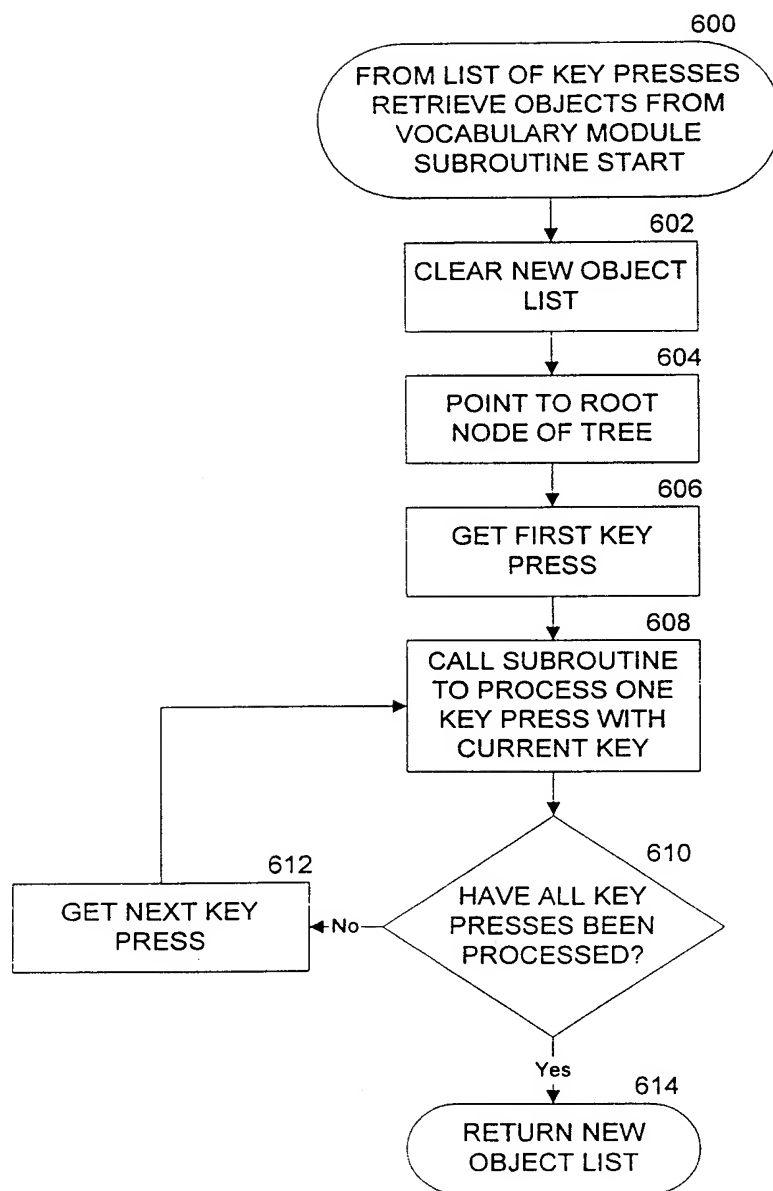 600
FROM LIST OF KEY PRESSES
RETRIEVE OBJECTS FROM
VOCABULARY MODULE
SUBROUTINE START
602
CLEAR NEW OBJECT
LIST
604
POINT TO ROOT
NODE OF TREE
606
GET FIRST KEY
PRESS
608
CALL SUBROUTINE
TO PROCESS ONE
KEY PRESS WITH
CURRENT KEY
610
HAVE ALL KEY
PRESSES BEEN
PROCESSED?
No
612
GET NEXT KEY
PRESS
Yes
614
RETURN NEW
OBJECT LIST